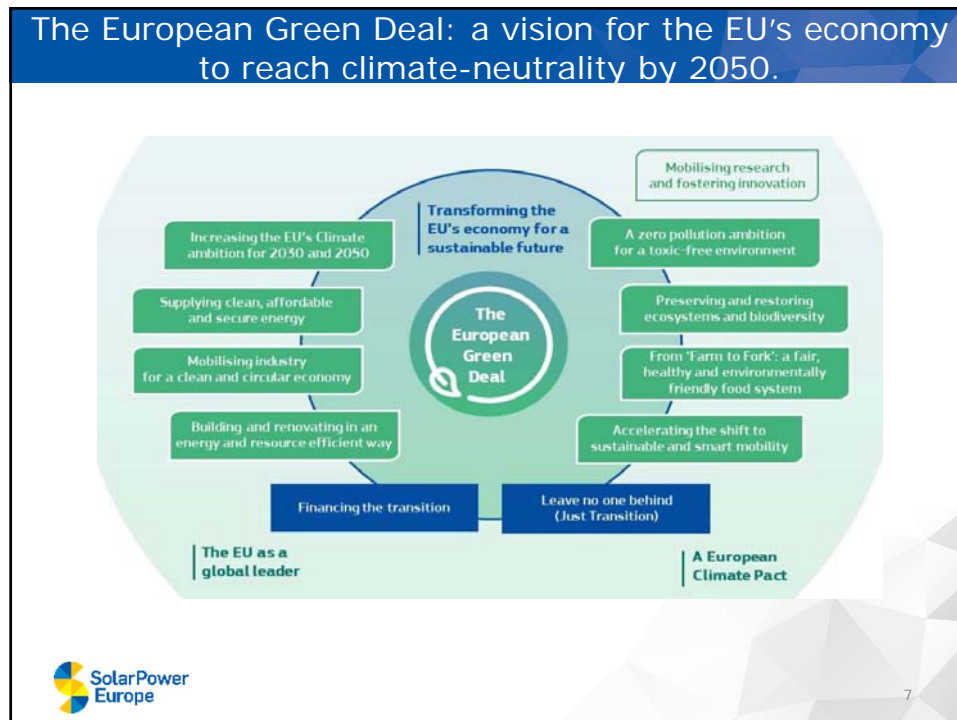 The European Green Deal: a vision for the EU's economy
to reach climate-neutrality by 2050.
Mobilising research
and fostering innovation
Transforming the
EU's economy for a
sustainable future
Increasing the EU's Climate
ambition for 2030 and 2050
A zero pollution ambition
for a toxic-free environment
Supplying clean, affordable
and secure energy
Preserving and restoring
ecosystems and biodiversity
The
European
Green
Deal
Mobilising industry
for a clean and circular economy
From 'Farm to Fork': a fair,
healthy and environmentally
friendly food system
Building and renovating in an
energy and resource efficient way
Accelerating the shift to
sustainable and smart mobility
Financing the transition
Leave no one behind
(Just Transition)
The EU as a
global leader
A European
Climate Pact
SolarPower
Europe
7